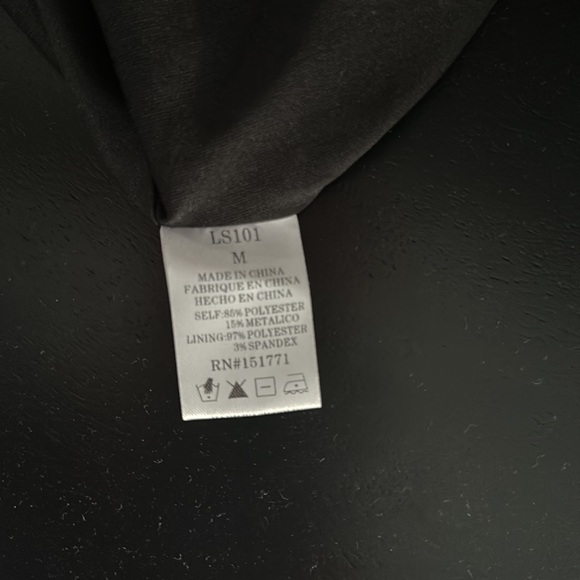 LS101
M
MADE IN CHINA
FABRIQUE EN CHINA
HECHO EN CHINA
SELF:85% POLYESTER
15% METALICO
LINING:97% POLYESTER
3% SPANDEX
RN#151771